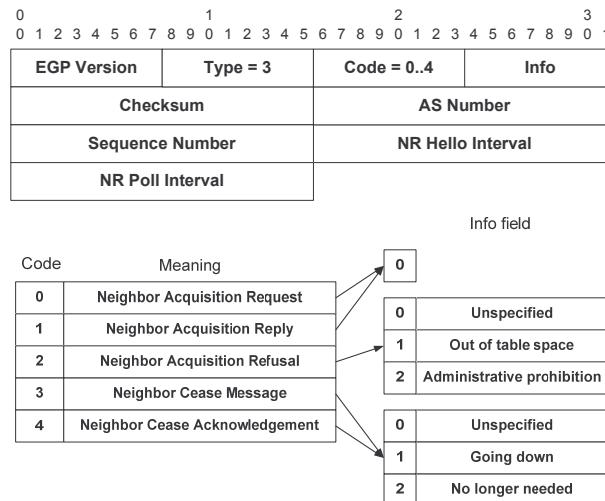 0 1 2 3
0 1 2 3 4 5 6 7 8 9 0 1 2 3 4 5 6 7 8 9 0 1 2 3 4 5 6 7 8 9 0 1
EGP Version Type = 3 Code = 0..4 Info
Checksum AS Number
Sequence Number NR Hello Interval
NR Poll Interval
Info field
Code Meaning
0
0 Neighbor Acquisition Request
1 Neighbor Acquisition Reply
2 Neighbor Acquisition Refusal
3 Neighbor Cease Message
4 Neighbor Cease Acknowledgement
0 Unspecified
1 Out of table space
2 Administrative prohibition
0 Unspecified
1 Going down
2 No longer needed